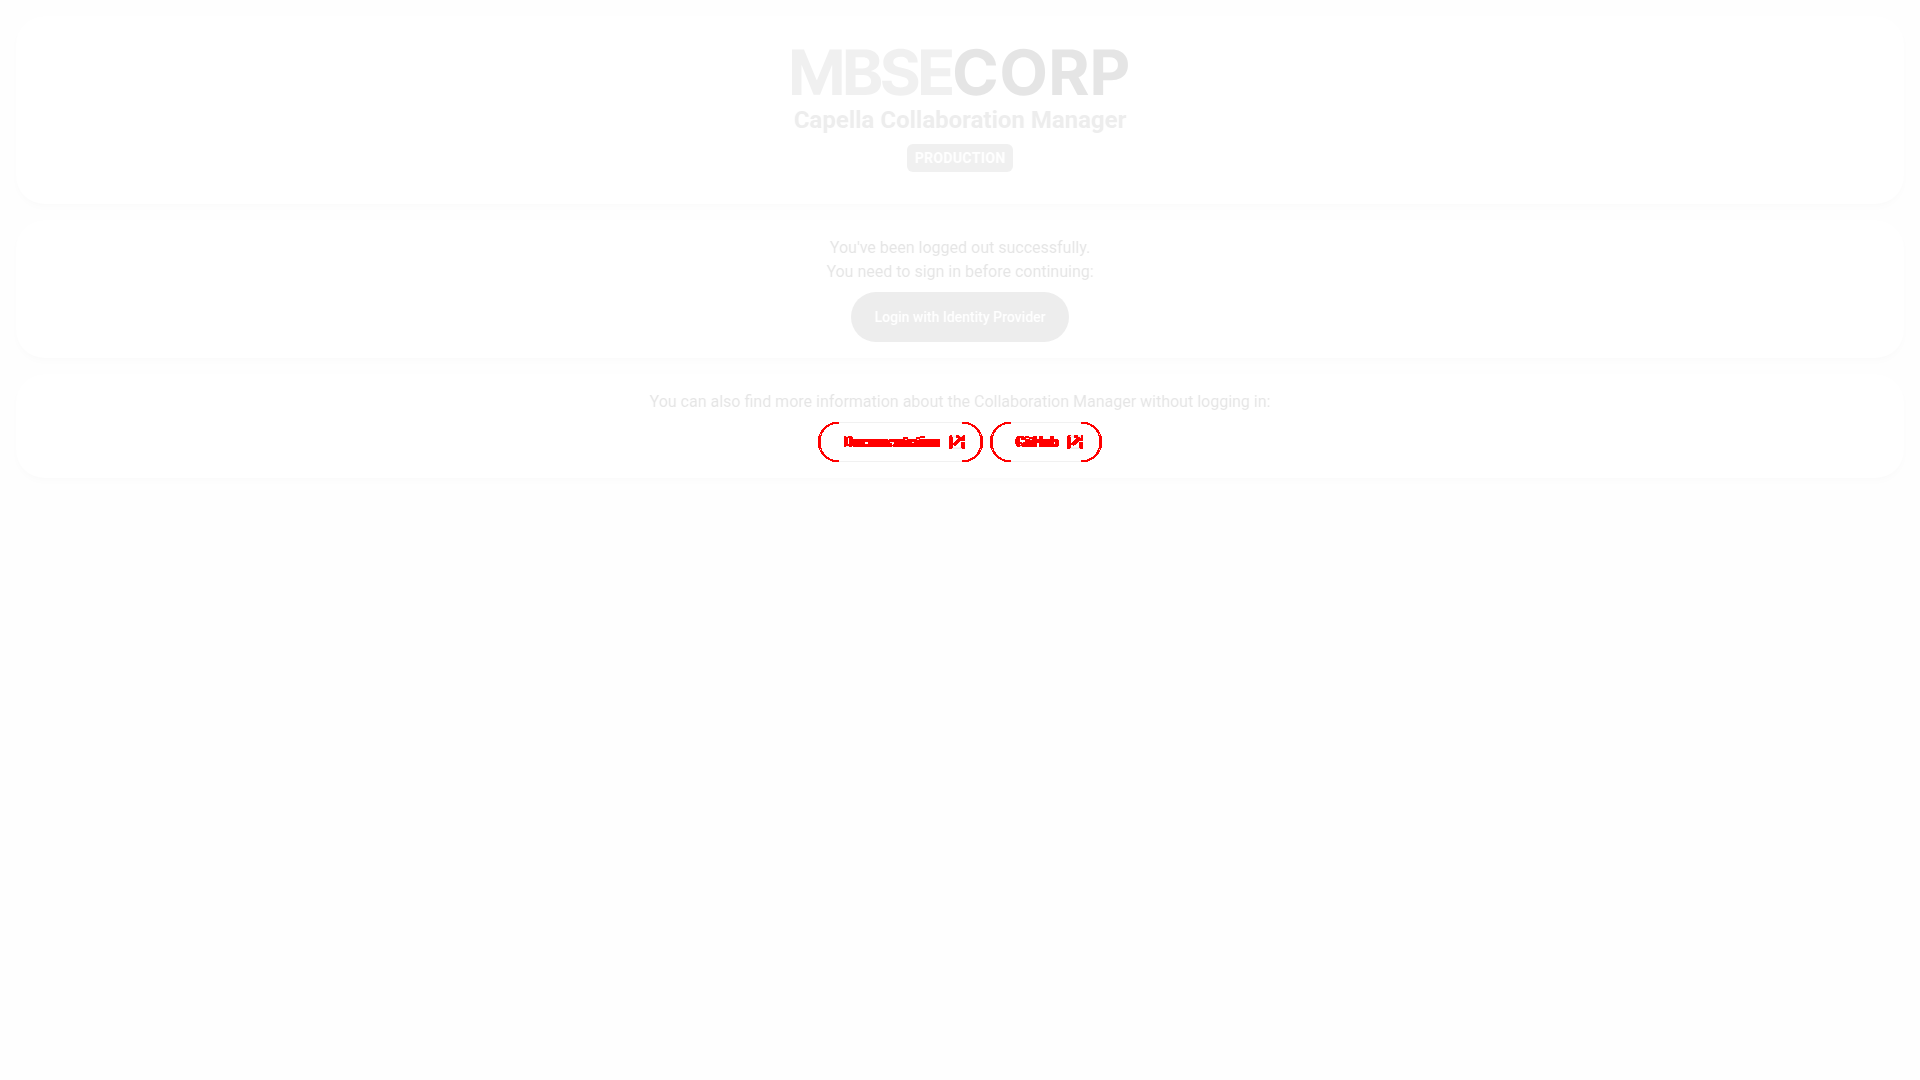 MBSECORP
Capella Collaboration Manager
PRODUCTION
You've been logged out successfully.
You need to sign in before continuing:
Login with Identity Provider
You can also find more information about the Collaboration Manager without logging in:
Documentation GitHub